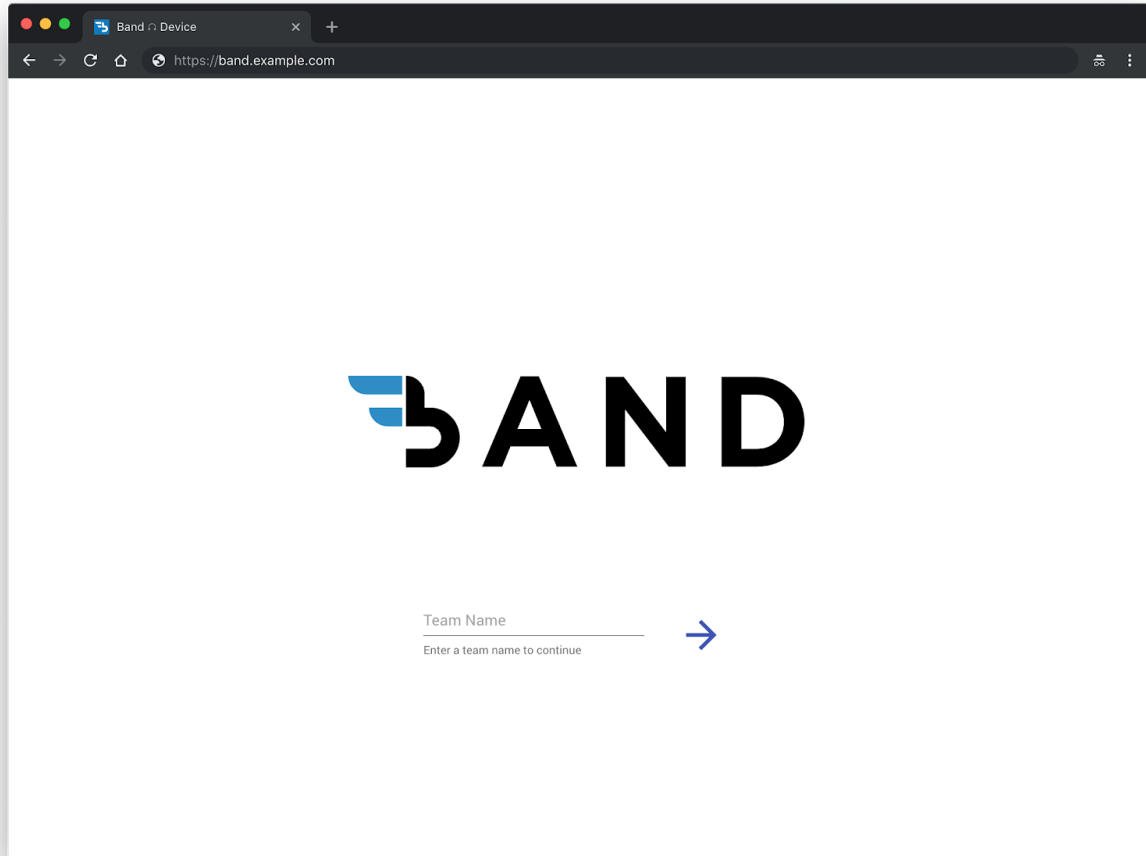 Band ∩ Device
https://band.example.com
BAND
Team Name
Enter a team name to continue